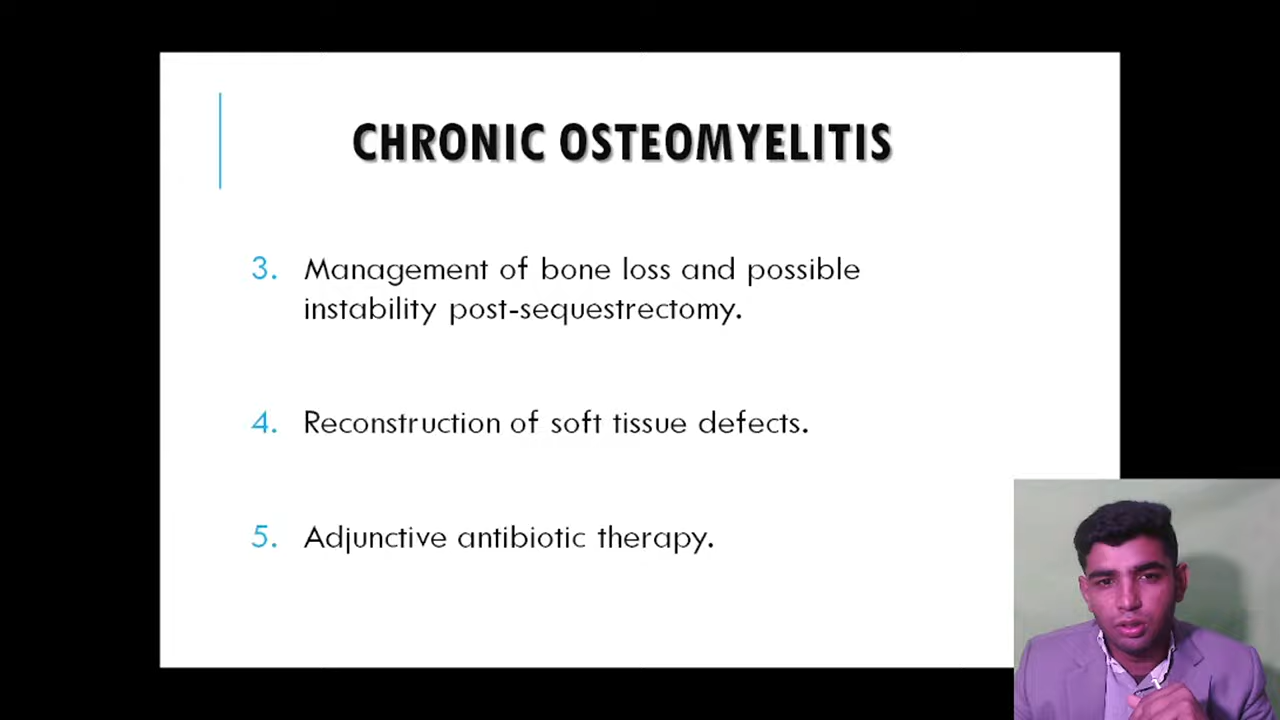 CHRONIC OSTEOMYELITIS
3. Management of bone loss and possible
instability post-sequestrectomy.
4. Reconstruction of soft tissue defects.
5. Adjunctive antibiotic therapy.